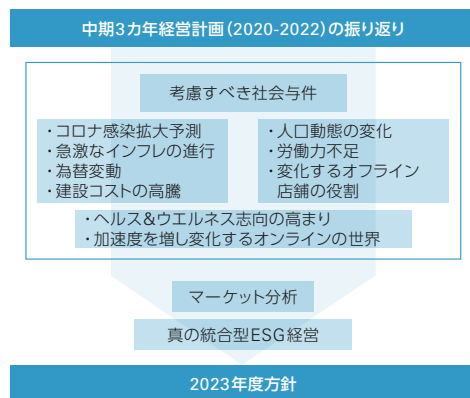 中期3カ年経営計画(2020-2022)の振り返り
考慮すべき社会与件
・コロナ感染拡大予測
・急激なインフレの進行
・為替変動
・建設コストの高騰
・人口動態の変化
・労働力不足
・変化するオフライン
店舗の役割
・ヘルス&ウエルネス志向の高まり
・加速度を増し変化するオンラインの世界
マーケット分析
真の統合型ESG経営
2023年度方針